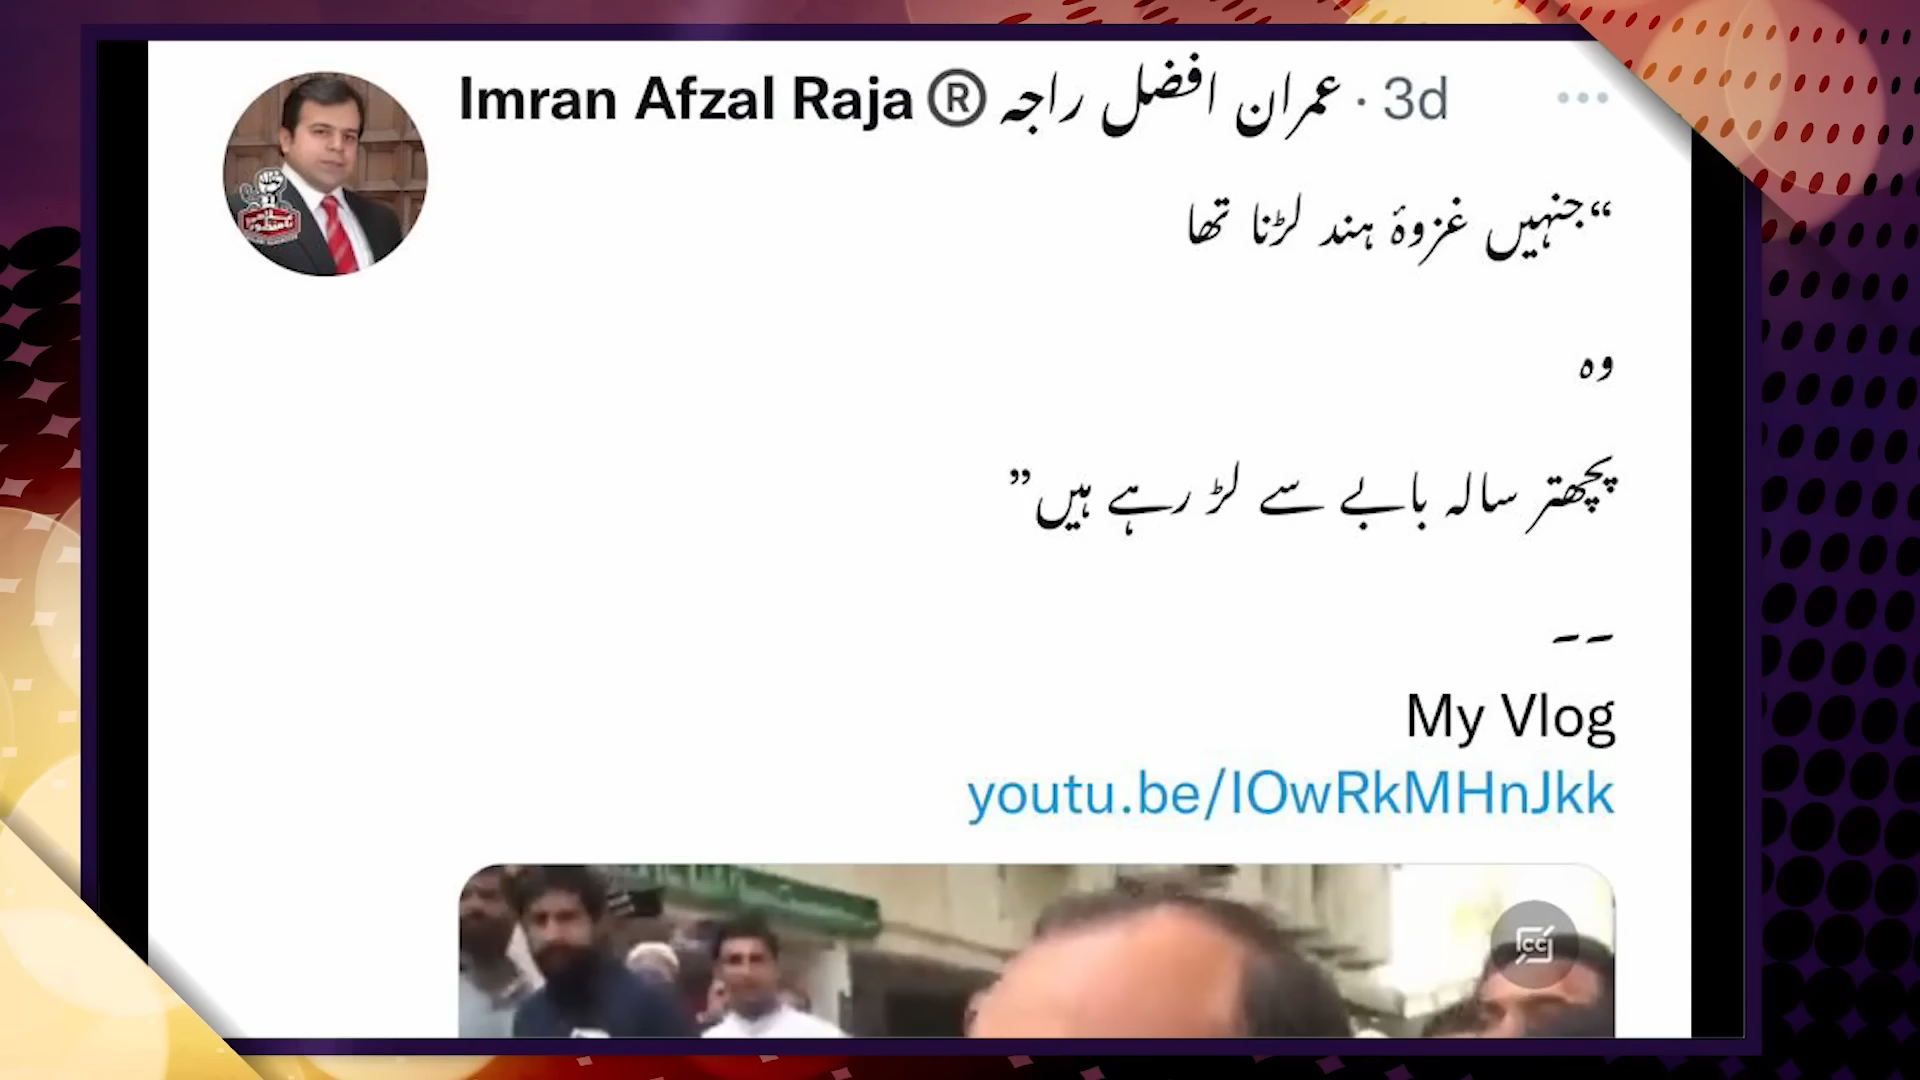 Imran Afzal Raja ® عمران افضل راجہ · 3d
“جنہیں غزوۂ ہند لڑنا تھا
وہ
پچھتر سالہ بابے سے لڑ رہے ہیں”
--
My Vlog
youtu.be/IOwRkMHnJkk
CC